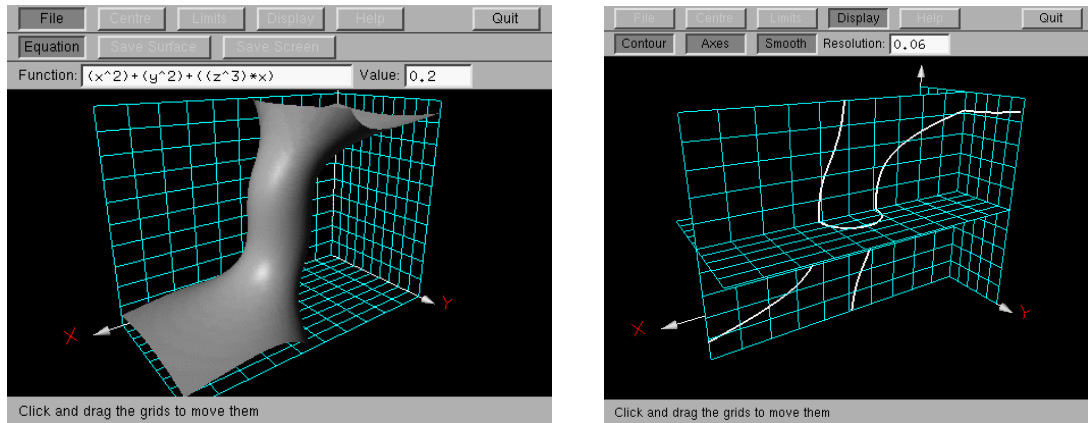 File Centre Limits Display Help Quit
Equation Save Surface Save Screen
Function: (x^2)+(y^2)+((z^3)*x) Value: 0.2
X
Y
Click and drag the grids to move them
File Centre Limits Display Help Quit
Contour Axes Smooth Resolution: 0.06
X
Y
Click and drag the grids to move them